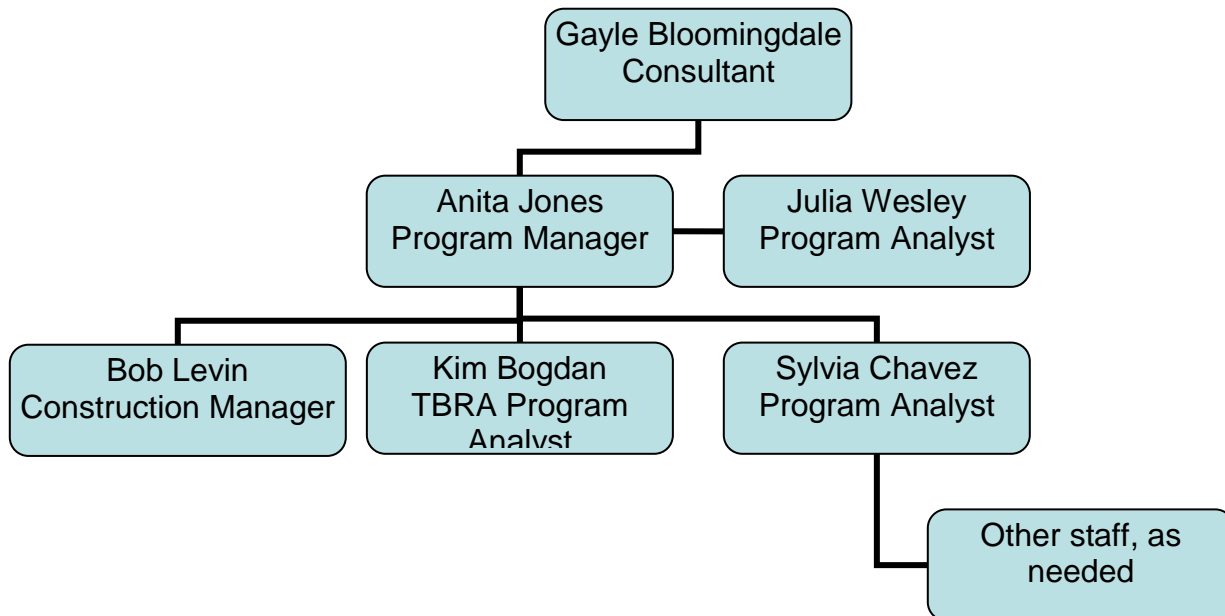 Gayle Bloomingdale
Consultant
Anita Jones
Program Manager
Julia Wesley
Program Analyst
Bob Levin
Construction Manager
Kim Bogdan
TBRA Program
Analyst
Sylvia Chavez
Program Analyst
Other staff, as
needed